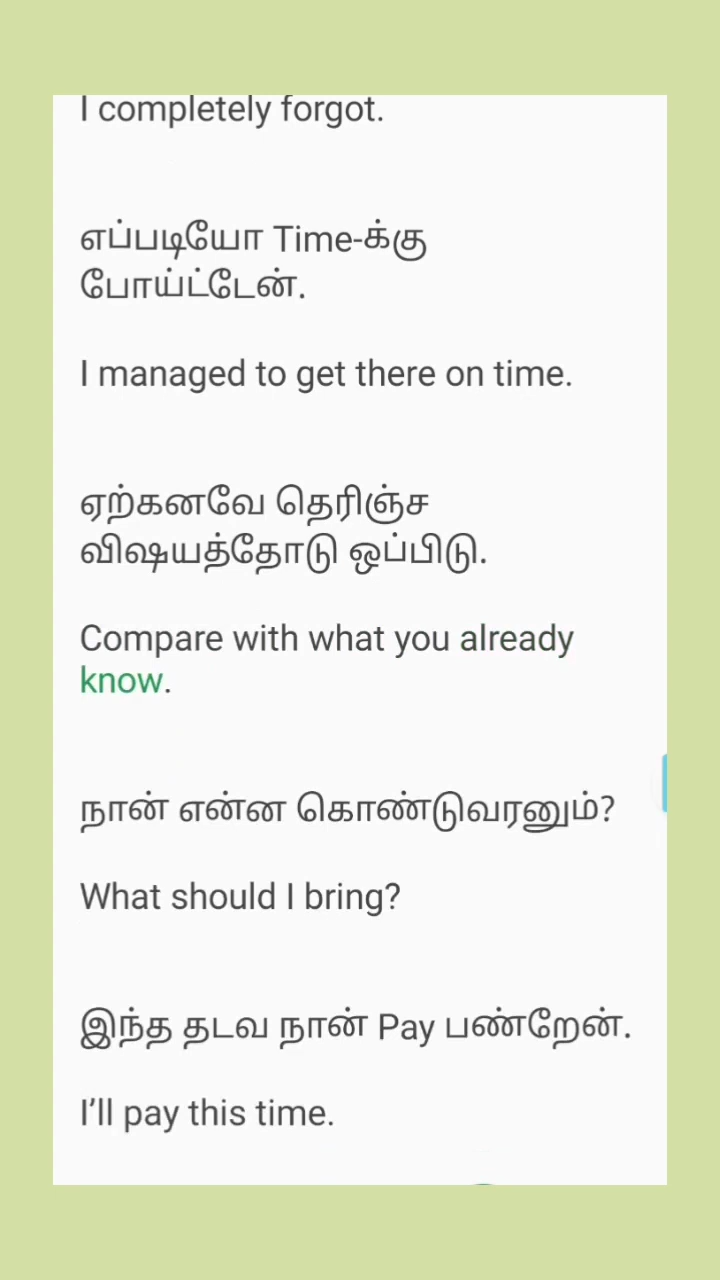 I completely forgot.
எப்படியோ Time-க்கு
போய்ட்டேன்.
I managed to get there on time.
ஏற்கனவே தெரிஞ்ச
விஷயத்தோடு ஒப்பிடு.
Compare with what you already
know.
நான் என்ன கொண்டுவரனும்?
What should I bring?
இந்த தடவ நான் Pay பண்றேன்.
I’ll pay this time.